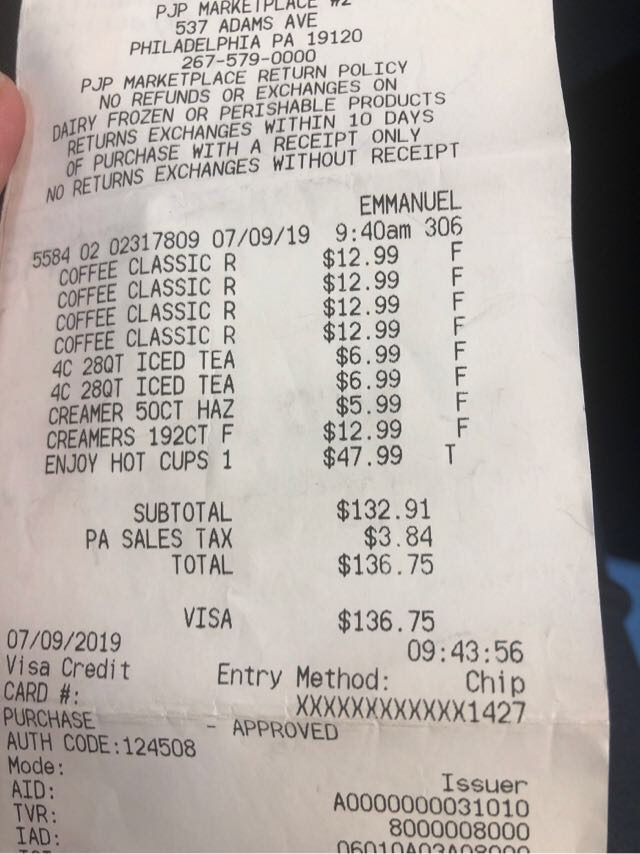 PJP MARKETPLACE #2
537 ADAMS AVE
PHILADELPHIA PA 19120
267-579-0000
PJP MARKETPLACE RETURN POLICY
NO REFUNDS OR EXCHANGES ON
DAIRY FROZEN OR PERISHABLE PRODUCTS
RETURNS EXCHANGES WITHIN 10 DAYS
OF PURCHASE WITH A RECEIPT ONLY
NO RETURNS EXCHANGES WITHOUT RECEIPT
EMMANUEL
5584 02 02317809 07/09/19 9:40am 306
COFFEE CLASSIC R $12.99 F
COFFEE CLASSIC R $12.99 F
COFFEE CLASSIC R $12.99 F
COFFEE CLASSIC R $12.99 F
4C 28QT ICED TEA $6.99 F
4C 28QT ICED TEA $6.99 F
CREAMER 50CT HAZ $5.99 F
CREAMERS 192CT F $12.99 F
ENJOY HOT CUPS 1 $47.99 T
SUBTOTAL $132.91
PA SALES TAX $3.84
TOTAL $136.75
VISA $136.75
07/09/2019 09:43:56
Visa Credit Entry Method: Chip
CARD #: XXXXXXXXXXXX1427
PURCHASE - APPROVED
AUTH CODE:124508
Mode: Issuer
AID: A0000000031010
TVR: 8000008000
IAD: 06010A03A08000